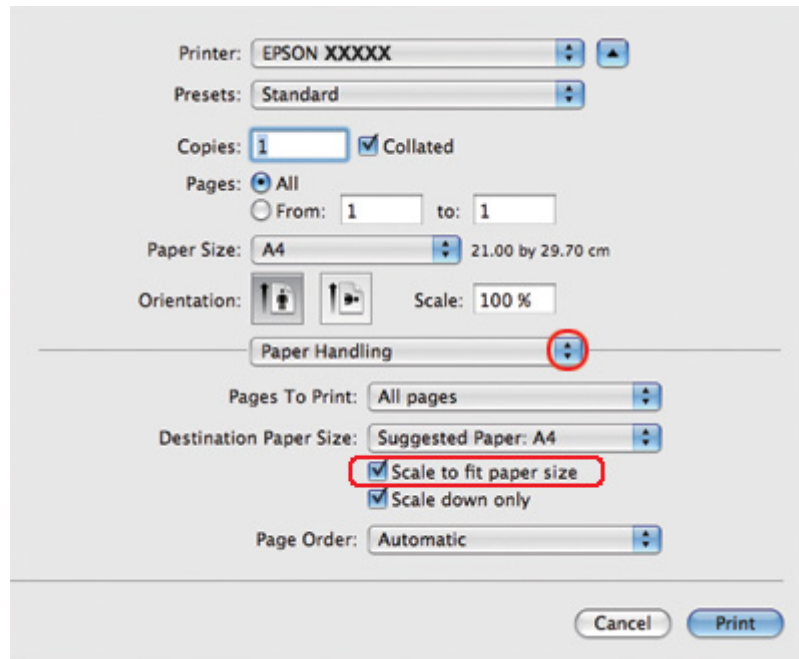 Printer: EPSON XXXXX
Presets: Standard
Copies: 1 Collated
Pages: All
From: 1 to: 1
Paper Size: A4 21.00 by 29.70 cm
Orientation: Scale: 100 %
Paper Handling
Pages To Print: All pages
Destination Paper Size: Suggested Paper: A4
Scale to fit paper size
Scale down only
Page Order: Automatic
Cancel Print